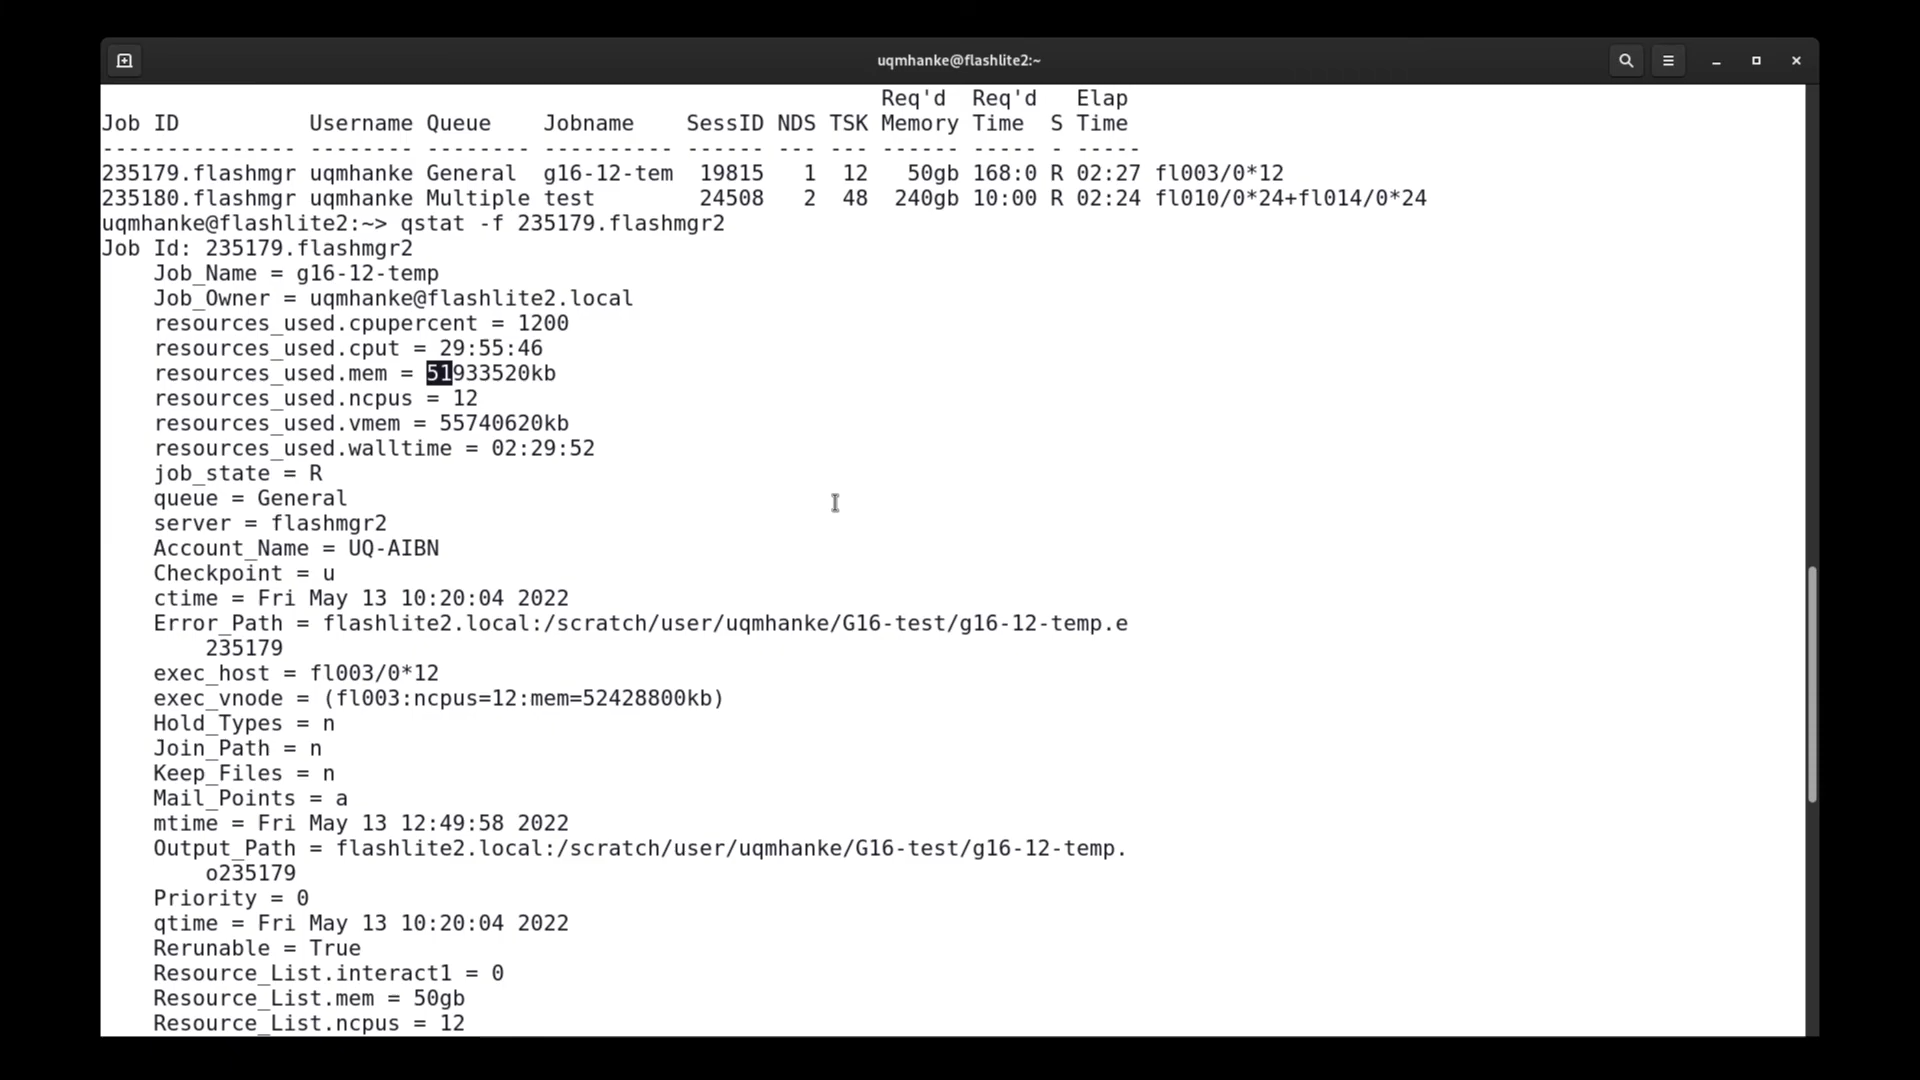 uqmhanke@flashlite2:~
                                                            Req'd  Req'd   Elap
Job ID          Username Queue    Jobname    SessID NDS TSK Memory Time  S Time
--------------- -------- -------- ---------- ------ --- --- ------ ----- - -----
235179.flashmgr uqmhanke General  g16-12-tem  19815   1  12   50gb 168:0 R 02:27 fl003/0*12
235180.flashmgr uqmhanke Multiple test        24508   2  48  240gb 10:00 R 02:24 fl010/0*24+fl014/0*24
uqmhanke@flashlite2:~> qstat -f 235179.flashmgr2
Job Id: 235179.flashmgr2
    Job_Name = g16-12-temp
    Job_Owner = uqmhanke@flashlite2.local
    resources_used.cpupercent = 1200
    resources_used.cput = 29:55:46
    resources_used.mem = 51933520kb
    resources_used.ncpus = 12
    resources_used.vmem = 55740620kb
    resources_used.walltime = 02:29:52
    job_state = R
    queue = General
    server = flashmgr2
    Account_Name = UQ-AIBN
    Checkpoint = u
    ctime = Fri May 13 10:20:04 2022
    Error_Path = flashlite2.local:/scratch/user/uqmhanke/G16-test/g16-12-temp.e
        235179
    exec_host = fl003/0*12
    exec_vnode = (fl003:ncpus=12:mem=52428800kb)
    Hold_Types = n
    Join_Path = n
    Keep_Files = n
    Mail_Points = a
    mtime = Fri May 13 12:49:58 2022
    Output_Path = flashlite2.local:/scratch/user/uqmhanke/G16-test/g16-12-temp.
        o235179
    Priority = 0
    qtime = Fri May 13 10:20:04 2022
    Rerunable = True
    Resource_List.interact1 = 0
    Resource_List.mem = 50gb
    Resource_List.ncpus = 12